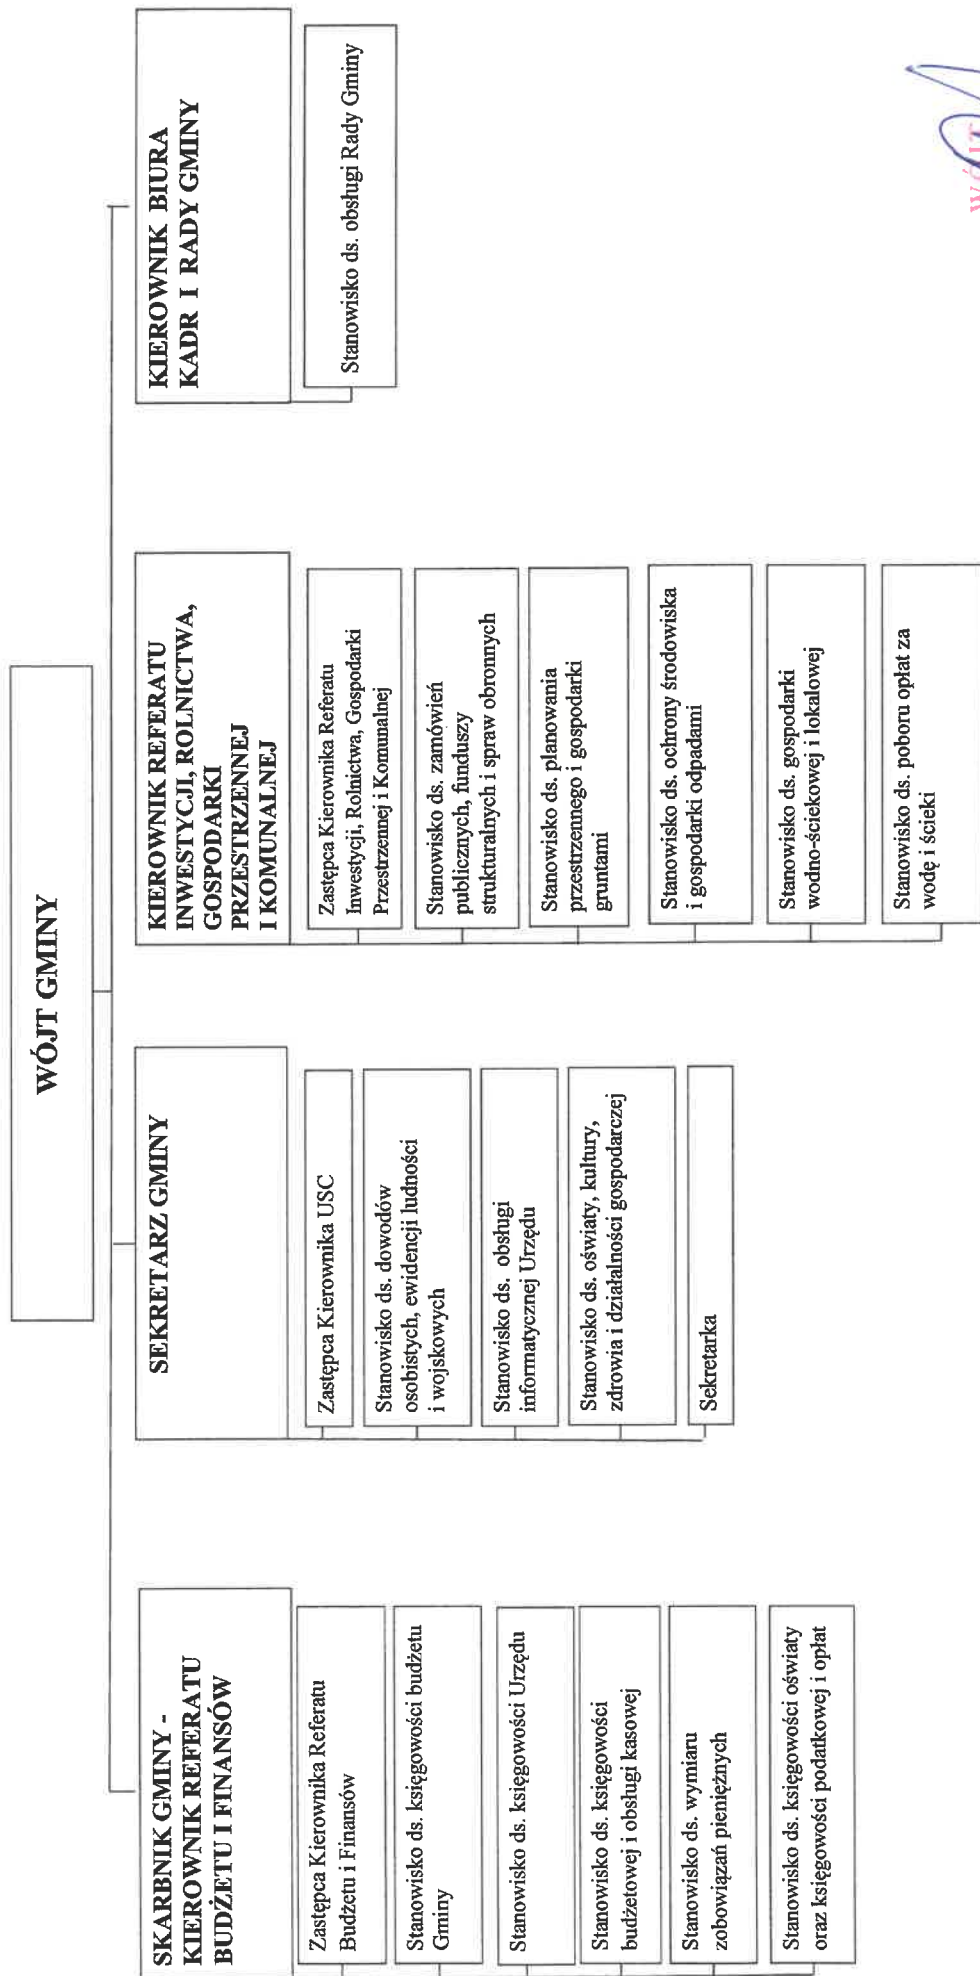 WÓJT GMINY
SKARBNIK GMINY -
KIEROWNIK REFERATU
BUDŻETU I FINANSÓW
Zastępca Kierownika Referatu
Budżetu i Finansów
Stanowisko ds. księgowości budżetu
Gminy
Stanowisko ds. księgowości Urzędu
Stanowisko ds. księgowości
budżetowej i obsługi kasowej
Stanowisko ds. wymiaru
zobowiązań pieniężnych
Stanowisko ds. księgowości oświaty
oraz księgowości podatkowej i opłat
SEKRETARZ GMINY
Zastępca Kierownika USC
Stanowisko ds. dowodów
osobistych, ewidencji ludności
i wojskowych
Stanowisko ds. obsługi
informatycznej Urzędu
Stanowisko ds. oświaty, kultury,
zdrowia i działalności gospodarczej
Sekretarka
KIEROWNIK REFERATU
INWESTYCJI, ROLNICTWA,
GOSPODARKI
PRZESTRZENNEJ
I KOMUNALNEJ
Zastępca Kierownika Referatu
Inwestycji, Rolnictwa, Gospodarki
Przestrzennej i Komunalnej
Stanowisko ds. zamówień
publicznych, funduszy
strukturalnych i spraw obronnych
Stanowisko ds. planowania
przestrzennego i gospodarki
gruntami
Stanowisko ds. ochrony środowiska
i gospodarki odpadami
Stanowisko ds. gospodarki
wodno-ściekowej i lokalowej
Stanowisko ds. poboru opłat za
wodę i ścieki
KIEROWNIK BIURA
KADR I RADY GMINY
Stanowisko ds. obsługi Rady Gminy
WÓJT